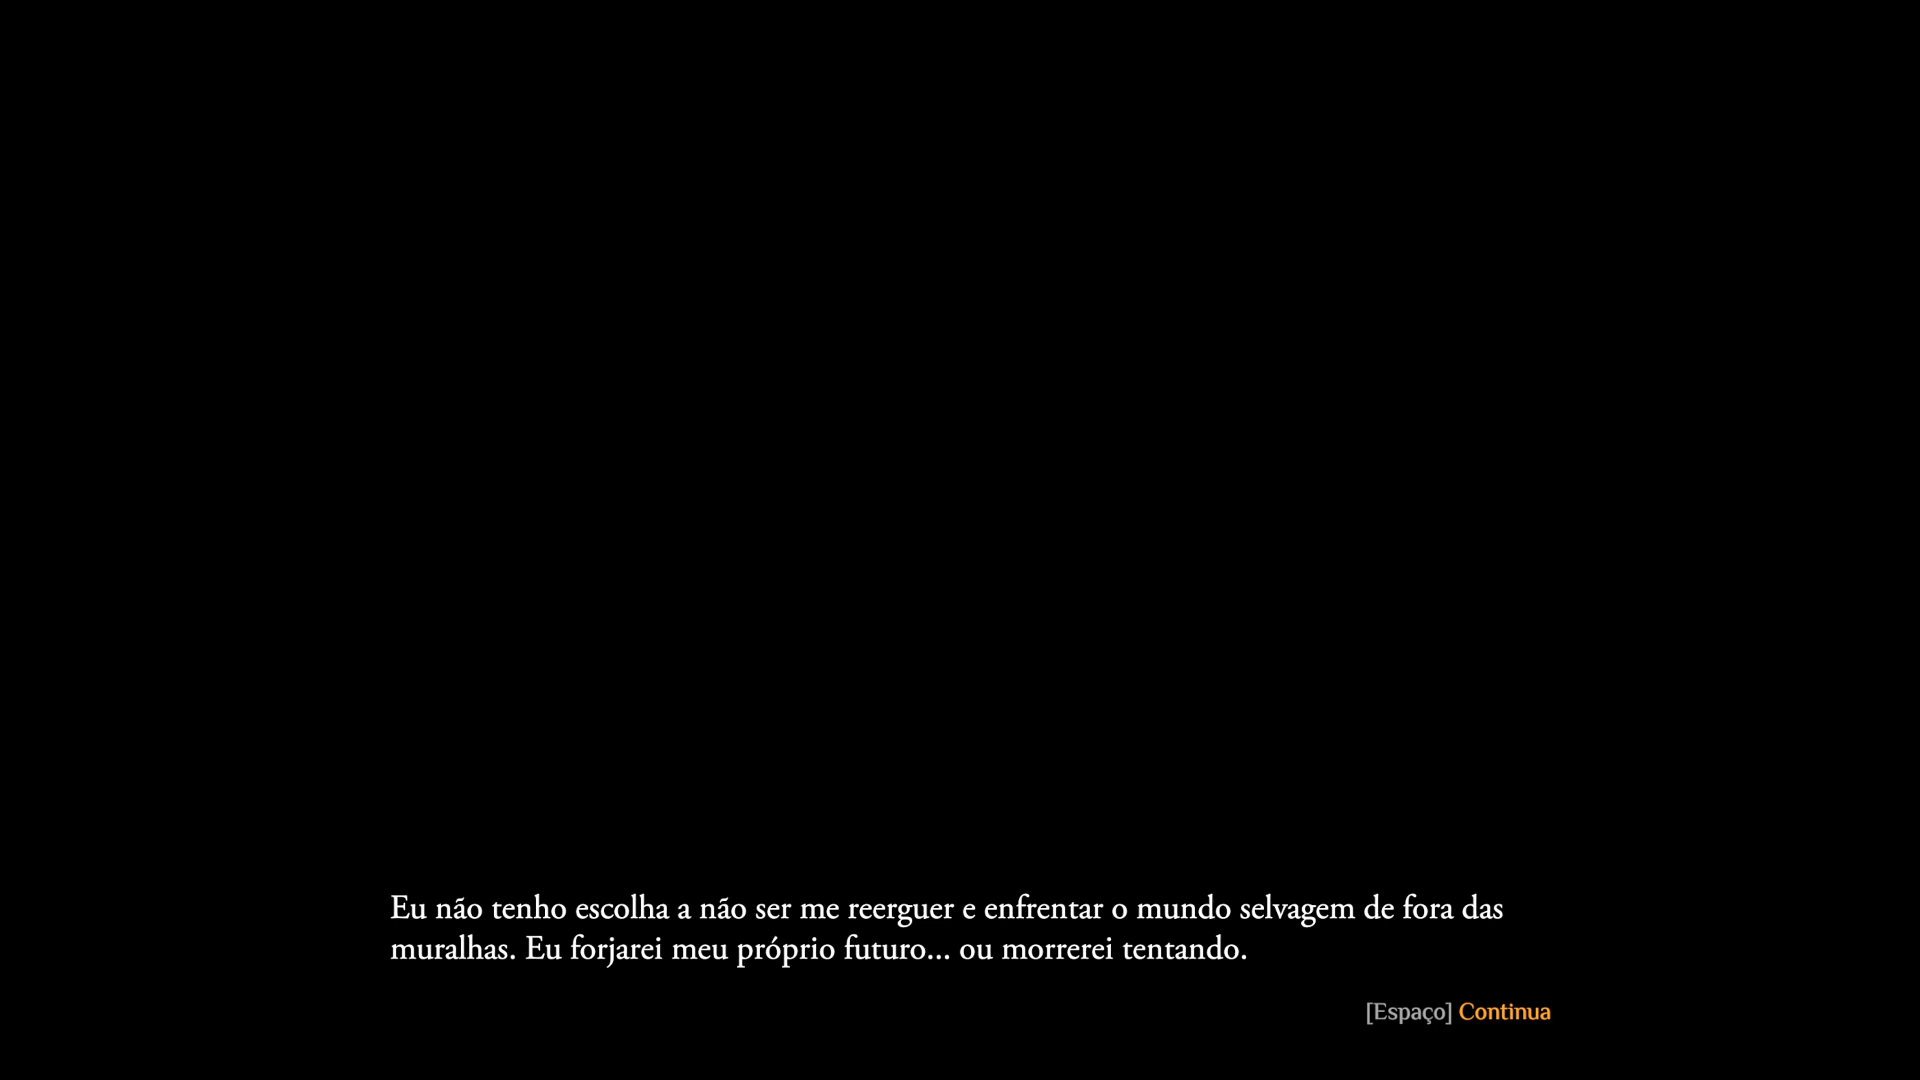 Eu não tenho escolha a não ser me reerguer e enfrentar o mundo selvagem de fora das
muralhas. Eu forjarei meu próprio futuro... ou morrerei tentando.
[Espaço] Continua